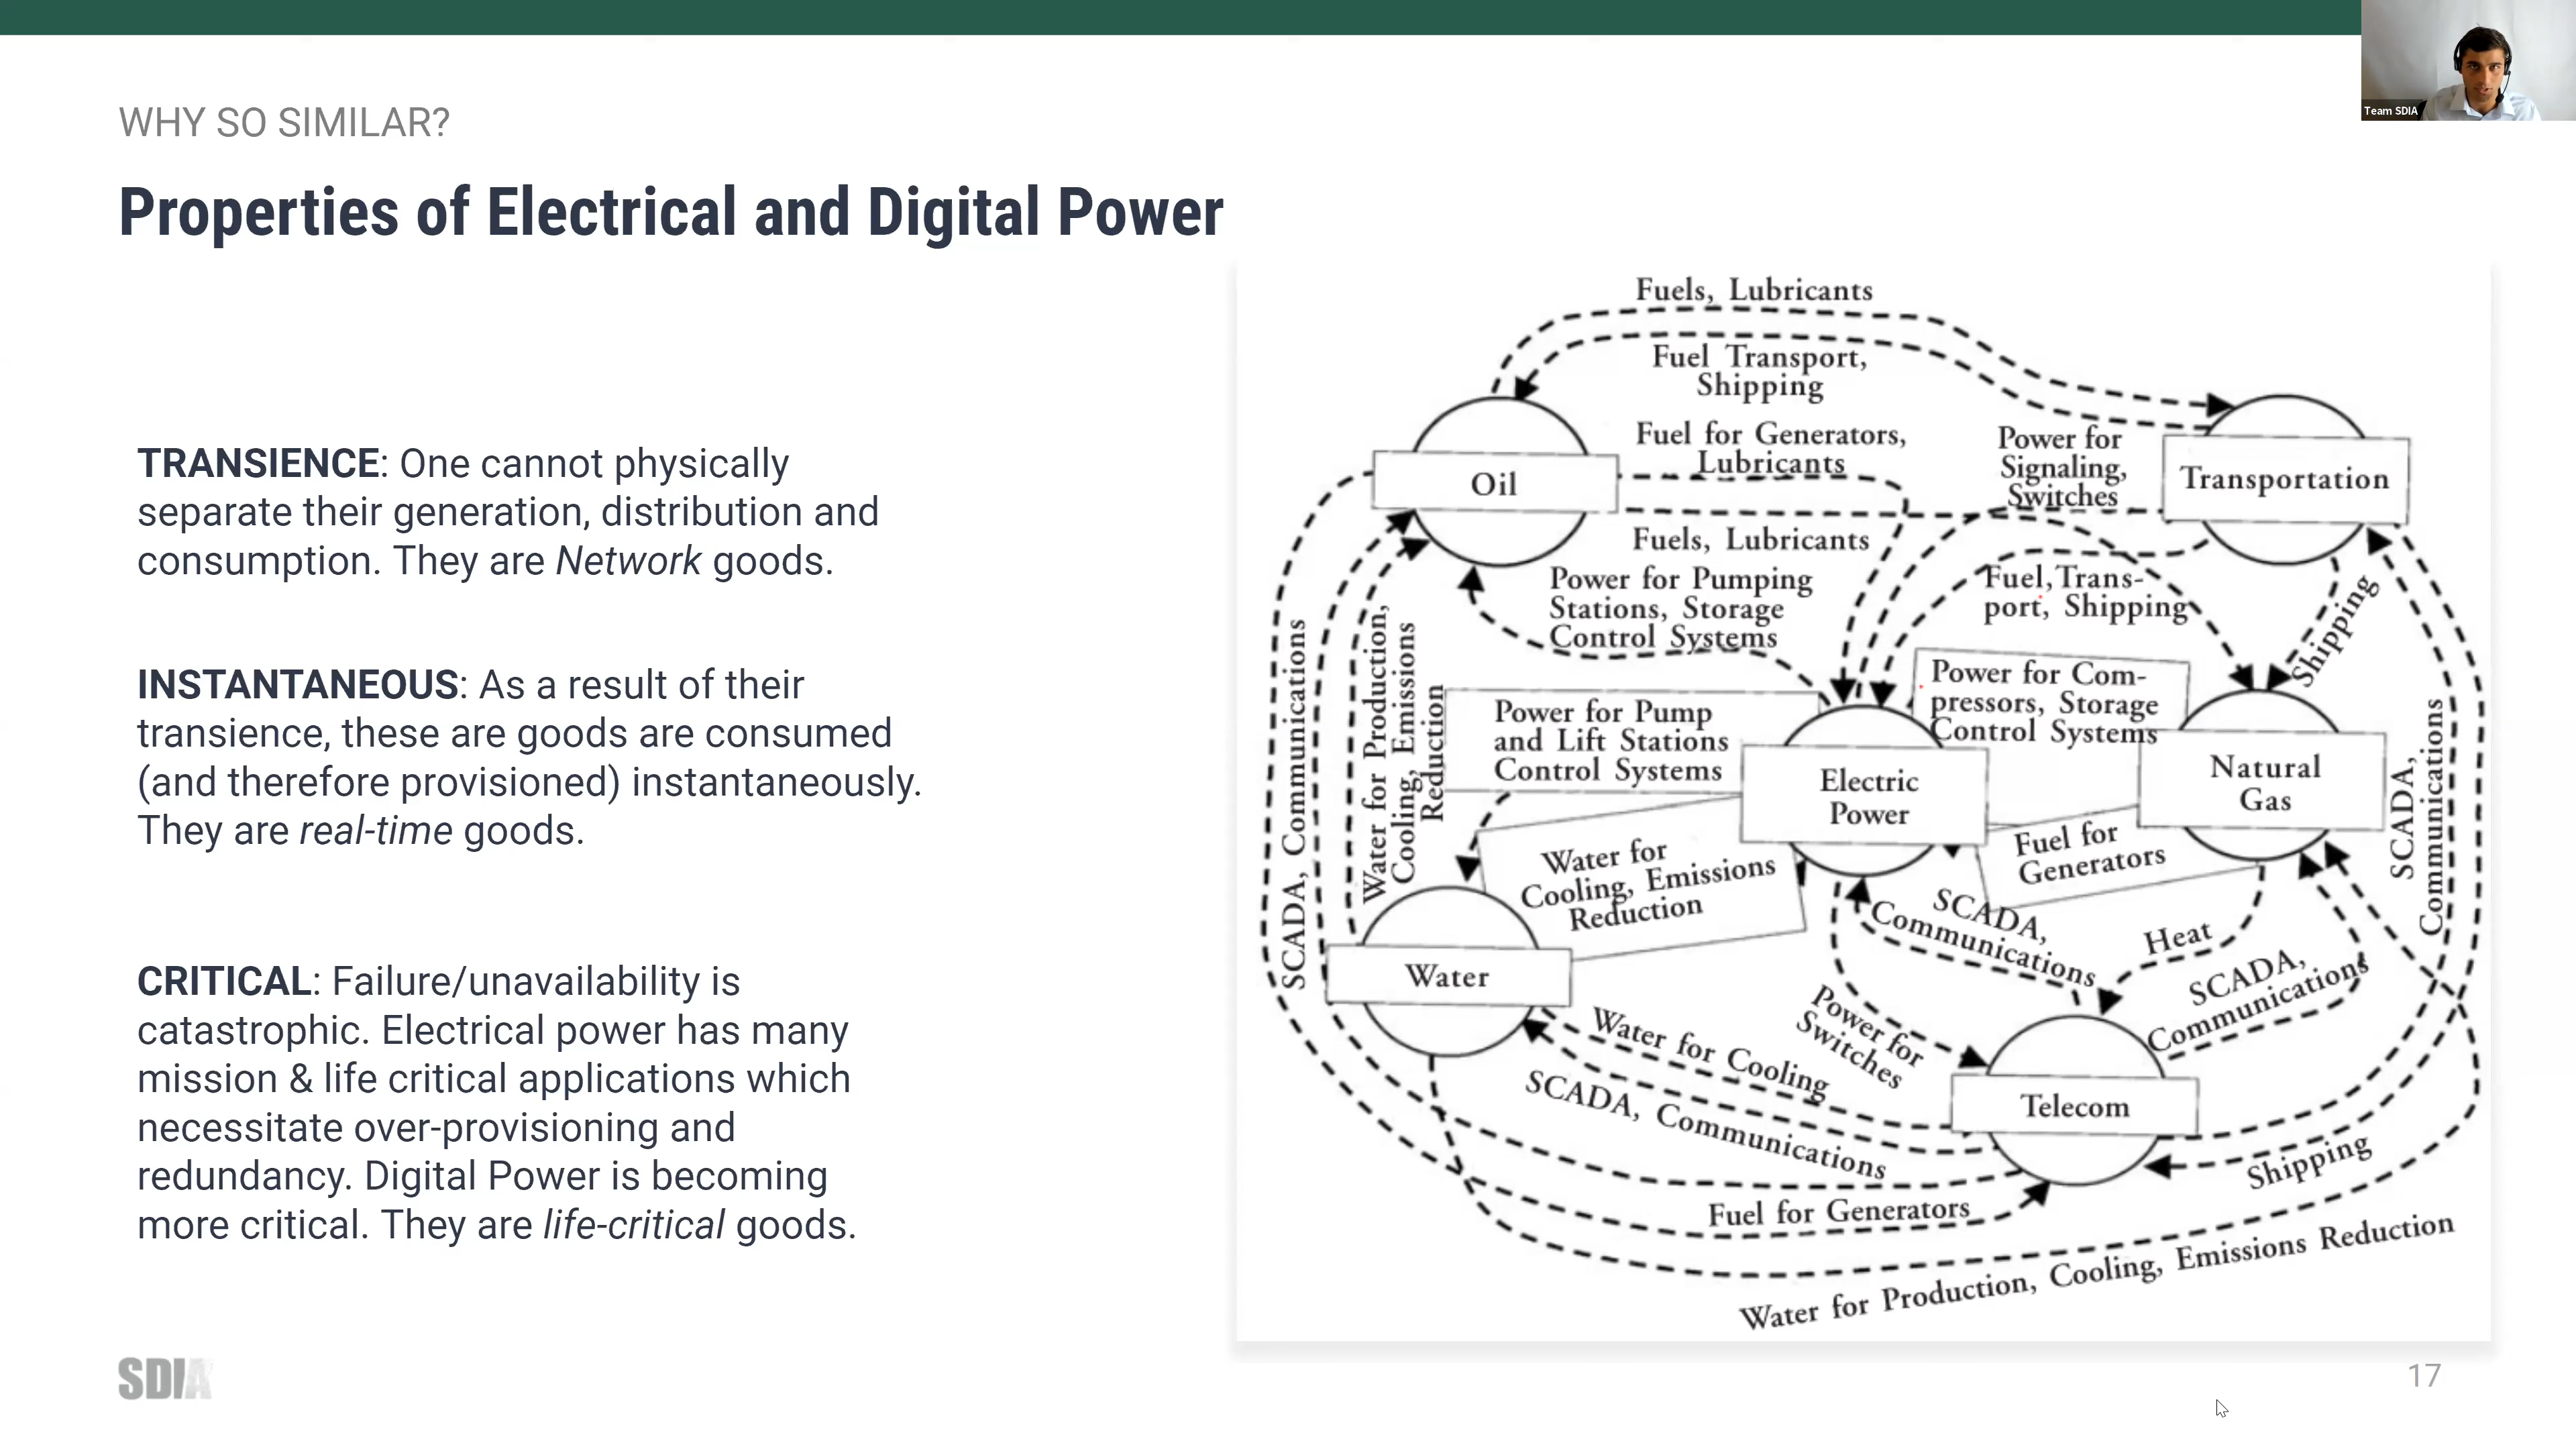 Team SDIA
WHY SO SIMILAR?
Properties of Electrical and Digital Power
TRANSIENCE: One cannot physically
separate their generation, distribution and
consumption. They are Network goods.
INSTANTANEOUS: As a result of their
transience, these are goods are consumed
(and therefore provisioned) instantaneously.
They are real-time goods.
CRITICAL: Failure/unavailability is
catastrophic. Electrical power has many
mission & life critical applications which
necessitate over-provisioning and
redundancy. Digital Power is becoming
more critical. They are life-critical goods.
Fuels, Lubricants
Fuel Transport,
Shipping
Fuel for Generators,
Lubricants
Power for
Signaling,
Switches
Oil
Transportation
Fuels, Lubricants
Power for Pumping
Stations, Storage
Control Systems
Fuel, Trans-
port, Shipping
Shipping
SCADA, Communications
Water for Production,
Cooling, Emissions
Reduction
Power for Pump
and Lift Stations
Control Systems
Power for Com-
pressors, Storage
Control Systems
Electric
Power
Natural
Gas
SCADA,
Communications
Water for
Cooling, Emissions
Reduction
Fuel for
Generators
SCADA,
Communications
Heat
SCADA,
Communications
Water
Power for
Switches
Water for Cooling
SCADA, Communications
Telecom
Shipping
Fuel for Generators
Water for Production, Cooling, Emissions Reduction
SDIA
17